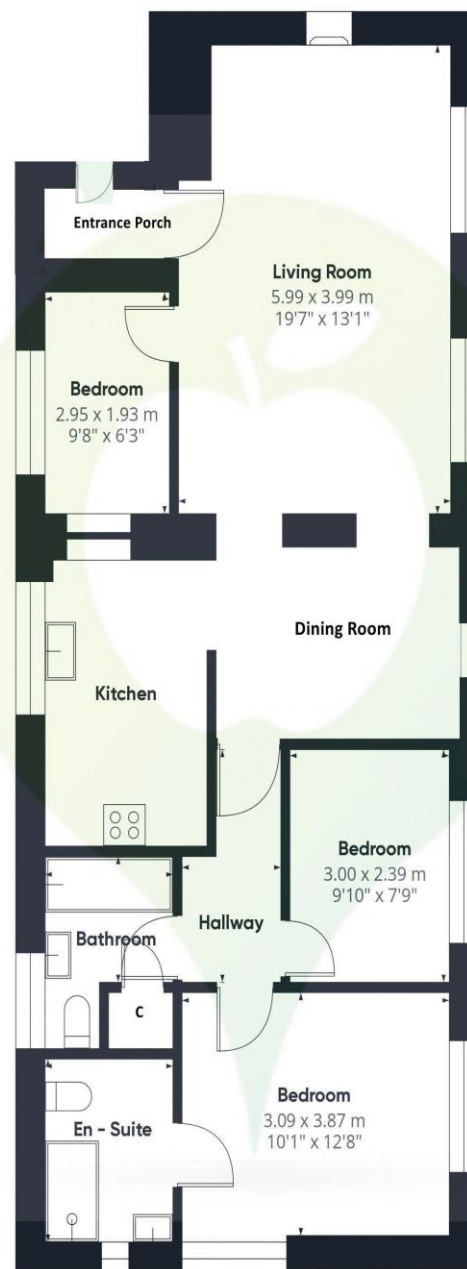 Entrance Porch
Living Room
5.99 x 3.99 m
19'7" x 13'1"
Bedroom
2.95 x 1.93 m
9'8" x 6'3"
Dining Room
Kitchen
Bedroom
3.00 x 2.39 m
9'10" x 7'9"
Hallway
Bathroom
C
Bedroom
3.09 x 3.87 m
10'1" x 12'8"
En - Suite